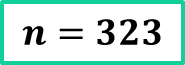 n = 323